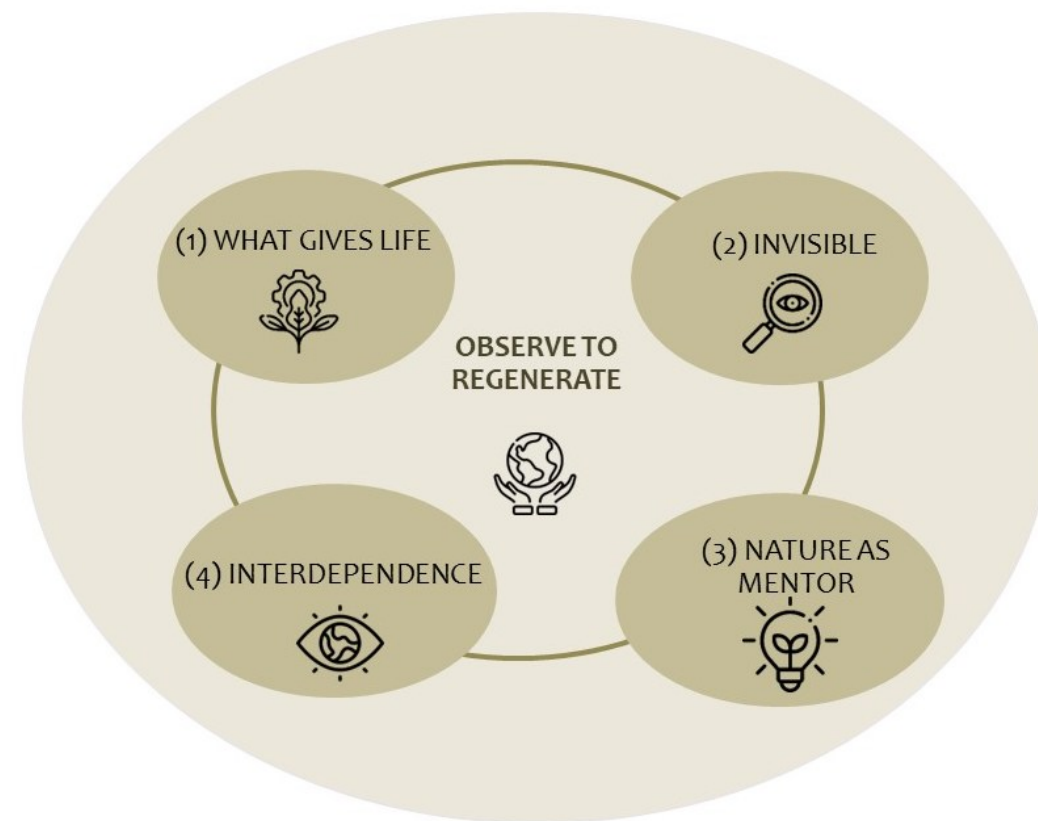 (1) WHAT GIVES LIFE
(2) INVISIBLE
OBSERVE TO
REGENERATE
(4) INTERDEPENDENCE
(3) NATURE AS
MENTOR